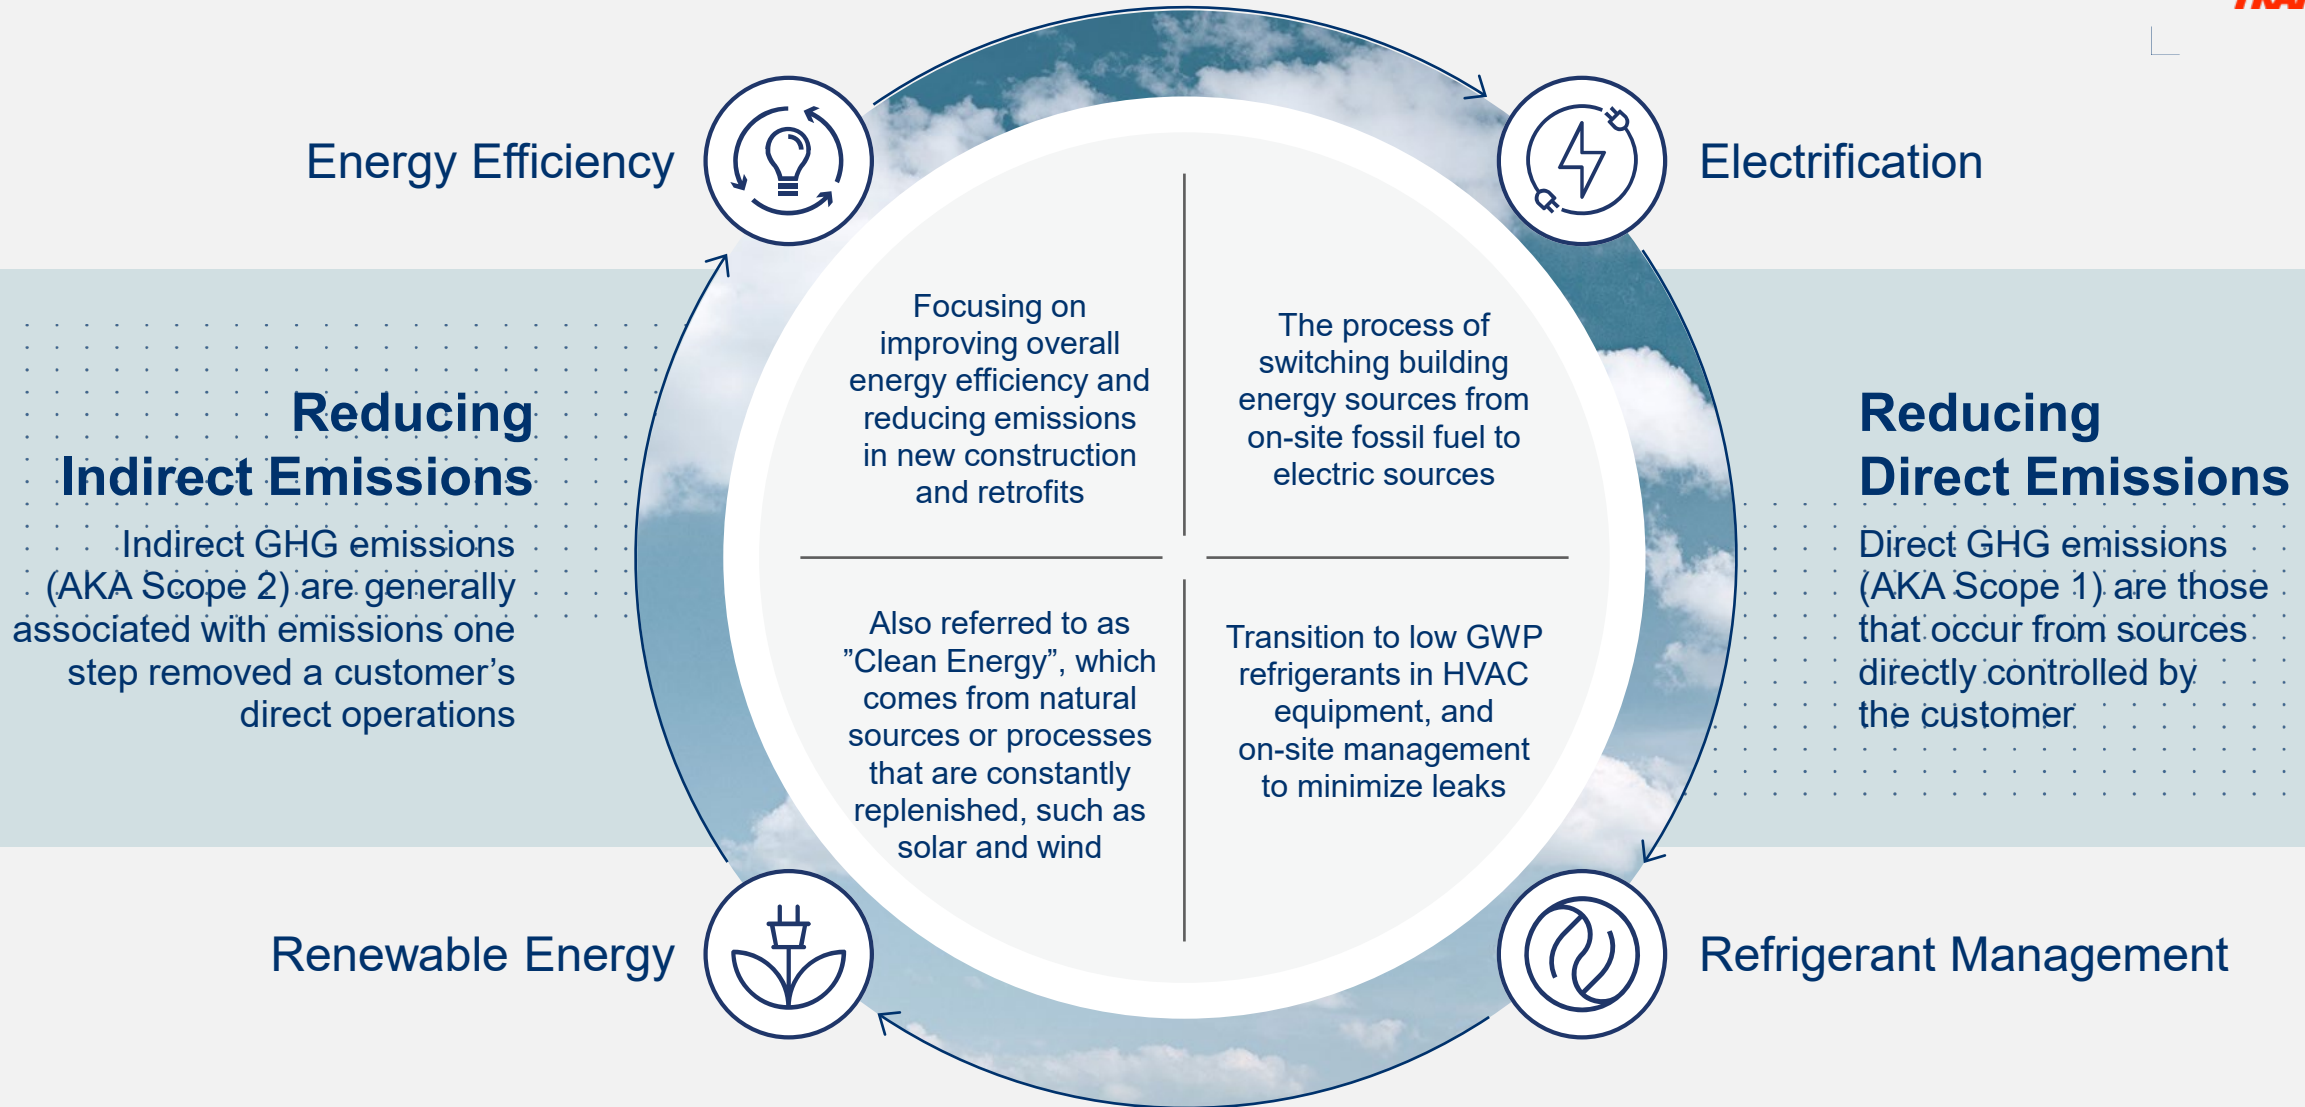 Energy Efficiency
Electrification
Focusing on
improving overall
energy efficiency and
reducing emissions
in new construction
and retrofits
The process of
switching building
energy sources from
on-site fossil fuel to
electric sources
Reducing
Indirect Emissions
Indirect GHG emissions
(AKA Scope 2) are generally
associated with emissions one
step removed a customer’s
direct operations
Reducing
Direct Emissions
Direct GHG emissions
(AKA Scope 1) are those
that occur from sources
directly controlled by
the customer
Also referred to as
”Clean Energy”, which
comes from natural
sources or processes
that are constantly
replenished, such as
solar and wind
Transition to low GWP
refrigerants in HVAC
equipment, and
on-site management
to minimize leaks
Renewable Energy
Refrigerant Management